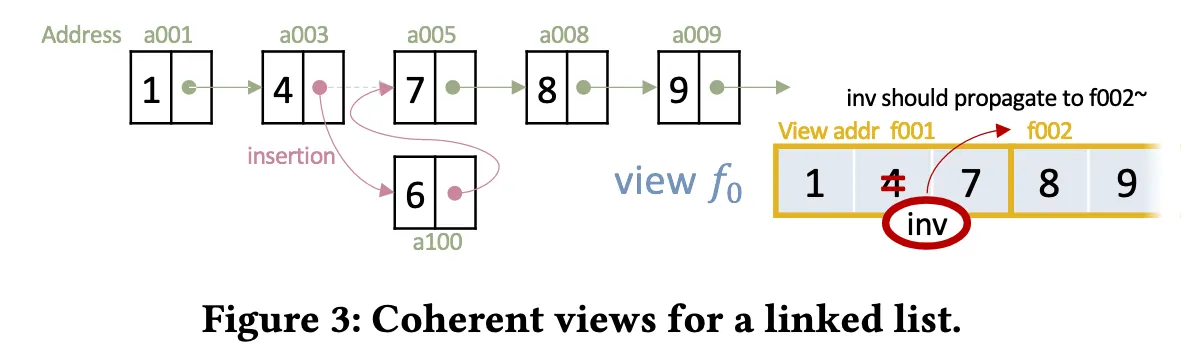 Address a001 a003 a005 a008 a009
1 4 7 8 9
inv should propagate to f002~
insertion
View addr f001 f002
6
view f₀
1 4 7 8 9
inv
a100
Figure 3: Coherent views for a linked list.